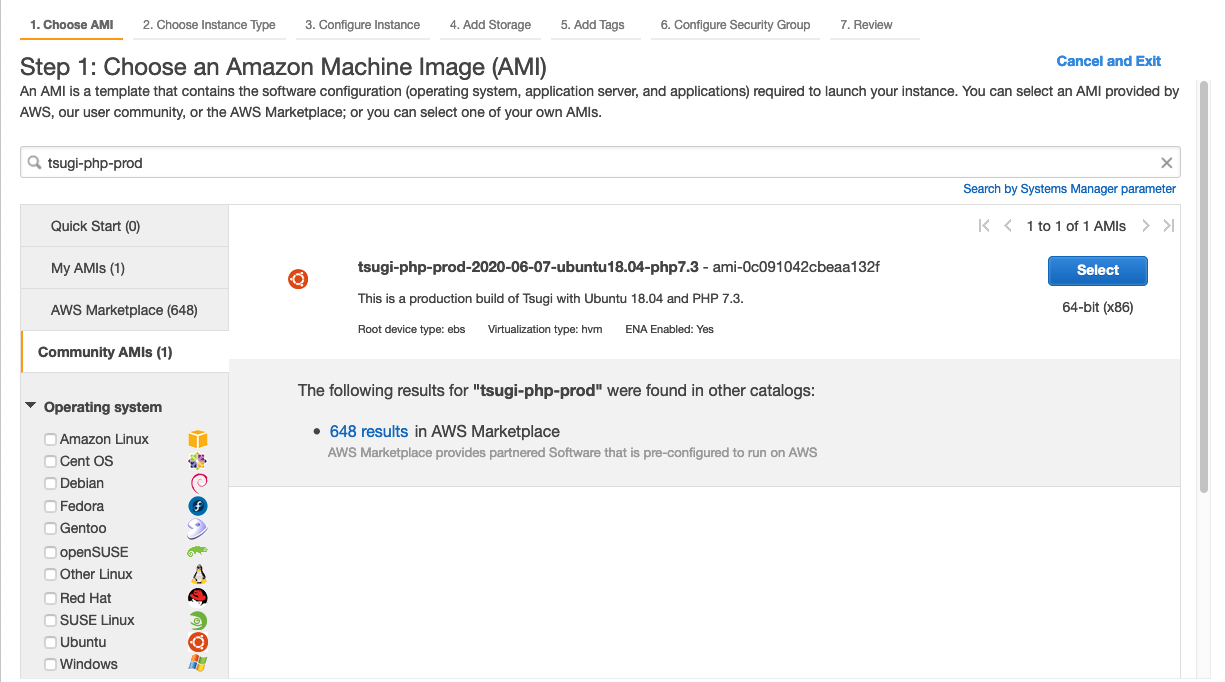 1. Choose AMI 2. Choose Instance Type 3. Configure Instance 4. Add Storage 5. Add Tags 6. Configure Security Group 7. Review
Step 1: Choose an Amazon Machine Image (AMI)
Cancel and Exit
An AMI is a template that contains the software configuration (operating system, application server, and applications) required to launch your instance. You can select an AMI provided by
AWS, our user community, or the AWS Marketplace; or you can select one of your own AMIs.
tsugi-php-prod
Search by Systems Manager parameter
Quick Start (0)
My AMIs (1)
AWS Marketplace (648)
Community AMIs (1)
Operating system
Amazon Linux
Cent OS
Debian
Fedora
Gentoo
openSUSE
Other Linux
Red Hat
SUSE Linux
Ubuntu
Windows
1 to 1 of 1 AMIs
tsugi-php-prod-2020-06-07-ubuntu18.04-php7.3 - ami-0c091042cbeaa132f
This is a production build of Tsugi with Ubuntu 18.04 and PHP 7.3.
Root device type: ebs Virtualization type: hvm ENA Enabled: Yes
Select
64-bit (x86)
The following results for "tsugi-php-prod" were found in other catalogs:
• 648 results in AWS Marketplace
AWS Marketplace provides partnered Software that is pre-configured to run on AWS